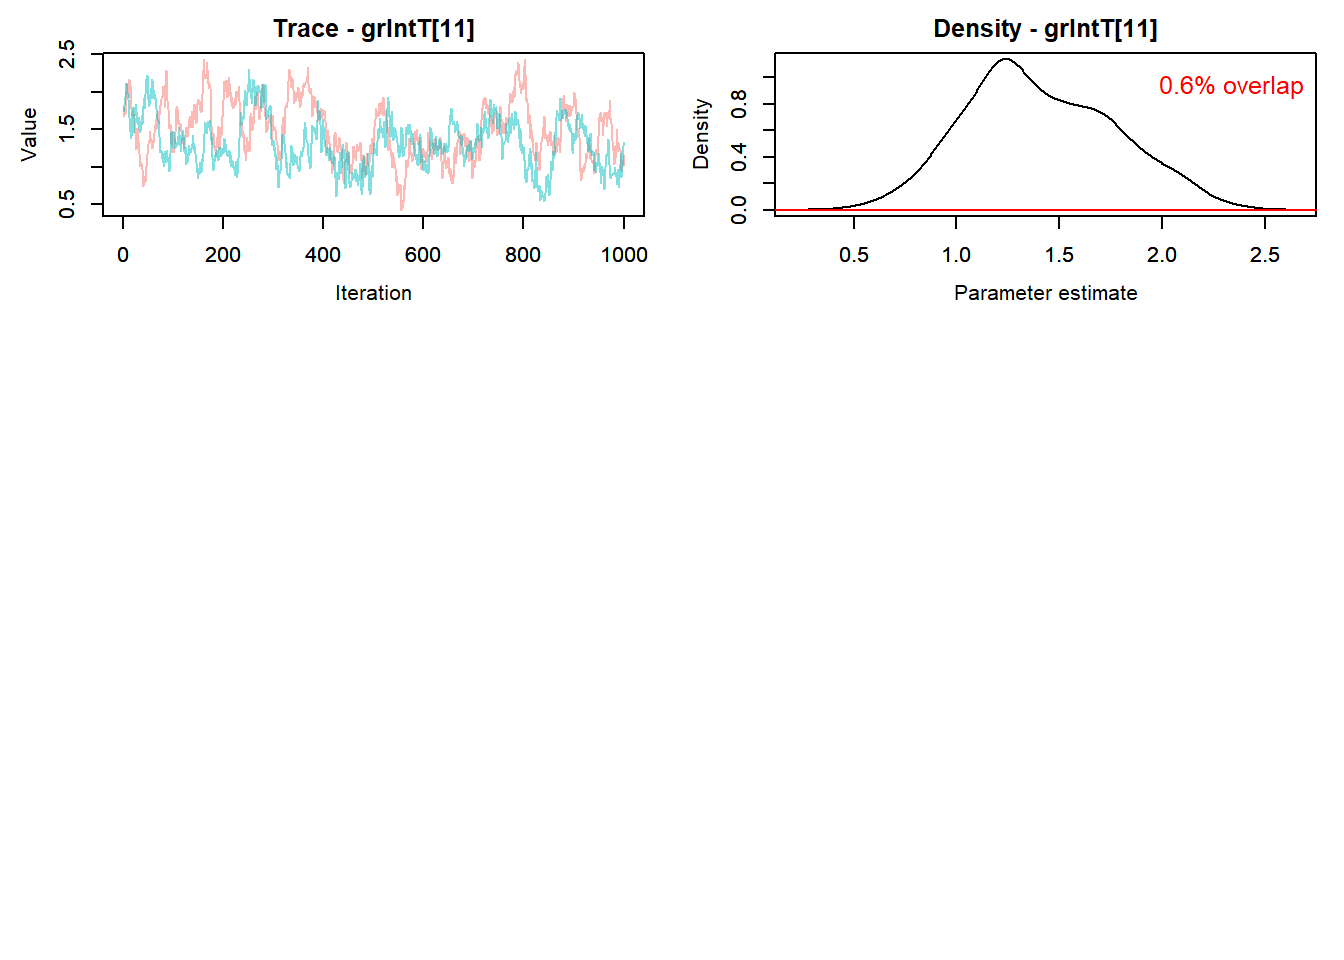 Trace - grIntT[11]
Value
0.5 1.5 2.5
0 200 400 600 800 1000
Iteration
Density - grIntT[11]
0.6% overlap
Density
0.0 0.4 0.8
0.5 1.0 1.5 2.0 2.5
Parameter estimate